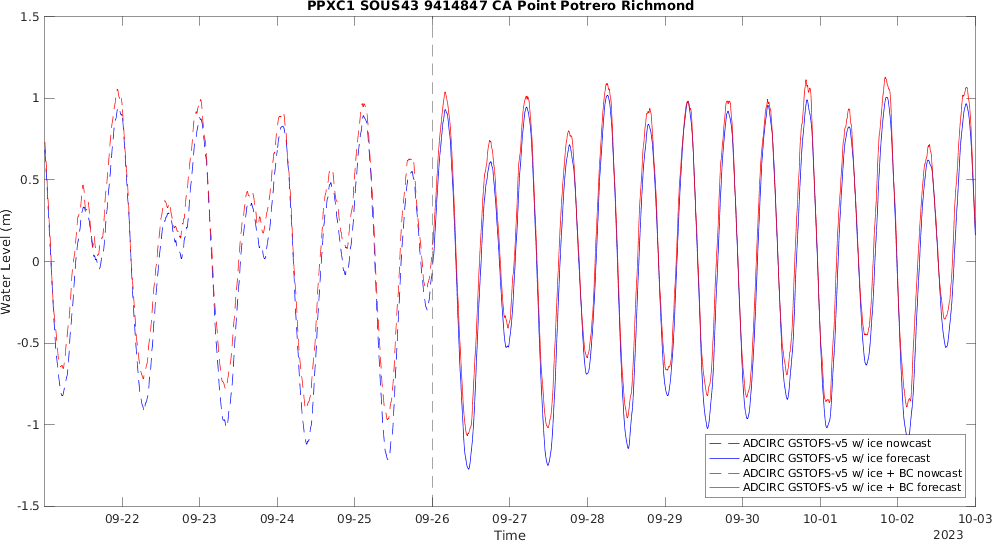 PPXC1 SOUS43 9414847 CA Point Potrero Richmond
1.5
1
0.5
0
-0.5
-1
-1.5
Water Level (m)
09-22 09-23 09-24 09-25 09-26 09-27 09-28 09-29 09-30 10-01 10-02 10-03
Time
2023
ADCIRC GSTOFS-v5 w/ ice nowcast
ADCIRC GSTOFS-v5 w/ ice forecast
ADCIRC GSTOFS-v5 w/ ice + BC nowcast
ADCIRC GSTOFS-v5 w/ ice + BC forecast